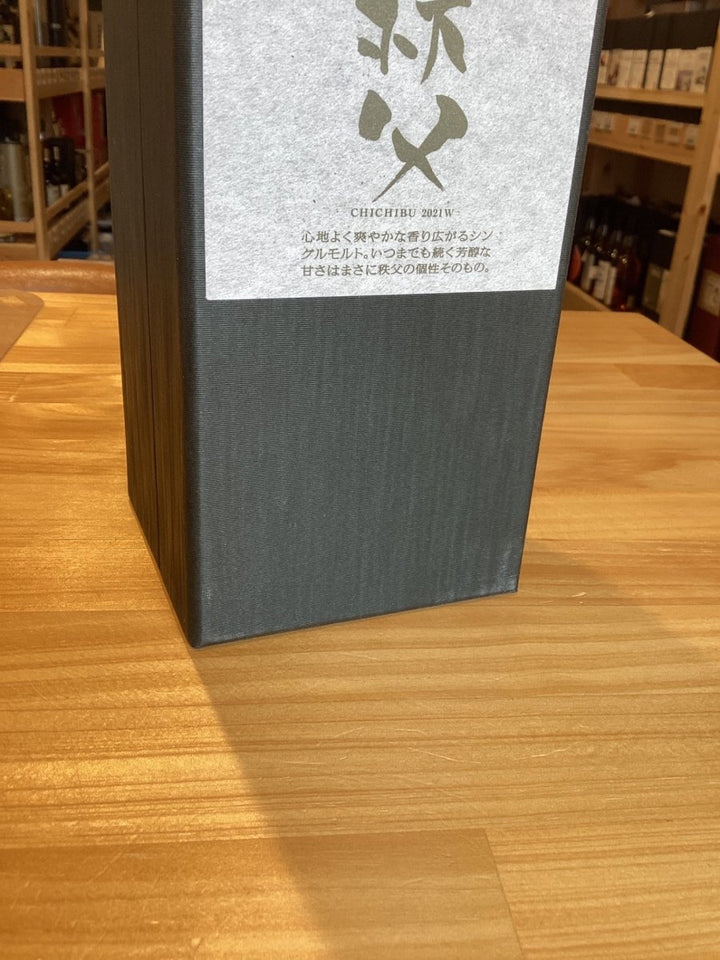 秩
父
CHICHIBU 2021W
心地よく爽やかな香り広がるシン
グルモルト。いつまでも続く芳醇な
甘さはまさに秩父の個性そのもの。